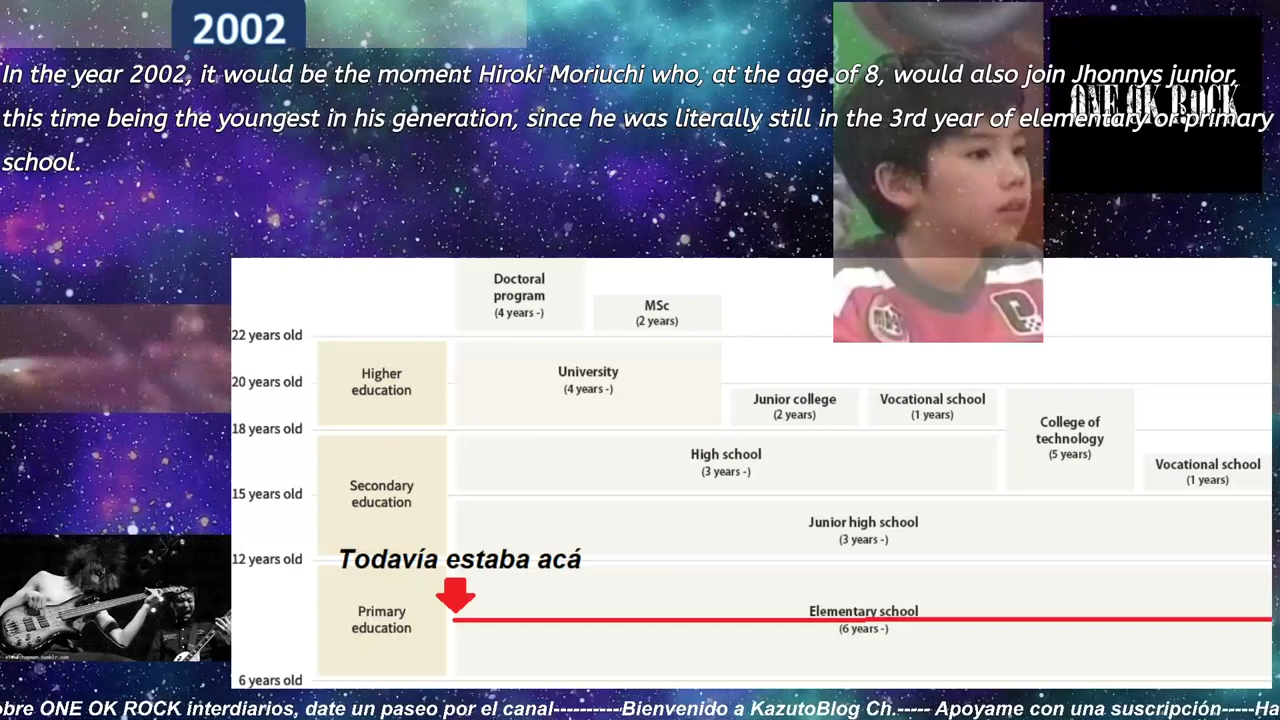 2002
In the year 2002, it would be the moment Hiroki Moriuchi who, at the age of 8, would also join Jhonnys junior,
this time being the youngest in his generation, since he was literally still in the 3rd year of elementary or primary
school.
ONE OK ROCK
Doctoral
program
(4 years -)
MSc
(2 years)
22 years old
Higher
education
University
(4 years -)
20 years old
Junior college
(2 years)
Vocational school
(1 years)
College of
technology
(5 years)
18 years old
High school
(3 years -)
Vocational school
(1 years)
Secondary
education
15 years old
Junior high school
(3 years -)
12 years old
Todavía estaba acá
Primary
education
Elementary school
(6 years -)
6 years old
obre ONE OK ROCK interdiarios, date un paseo por el canal----------Bienvenido a KazutoBlog Ch.----- Apoyame con una suscripción-----Ha